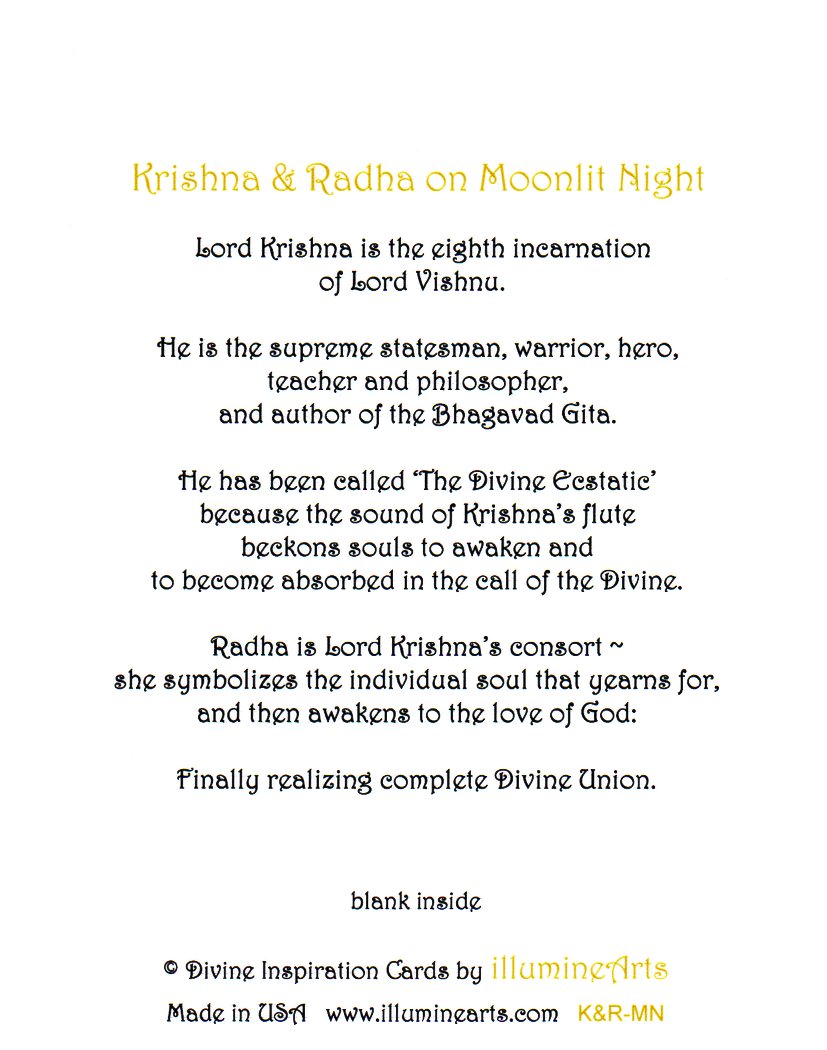 Krishna & Radha on Moonlit Night
Lord Krishna is the eighth incarnation
of Lord Vishnu.
He is the supreme statesman, warrior, hero,
teacher and philosopher,
and author of the Bhagavad Gita.
He has been called ‘The Divine Ecstatic’
because the sound of Krishna’s flute
beckons souls to awaken and
to become absorbed in the call of the Divine.
Radha is Lord Krishna’s consort ~
she symbolizes the individual soul that yearns for,
and then awakens to the love of God:
Finally realizing complete Divine Union.
blank inside
© Divine Inspiration Cards by illumineArts
Made in USA www.illuminearts.com K&R-MN